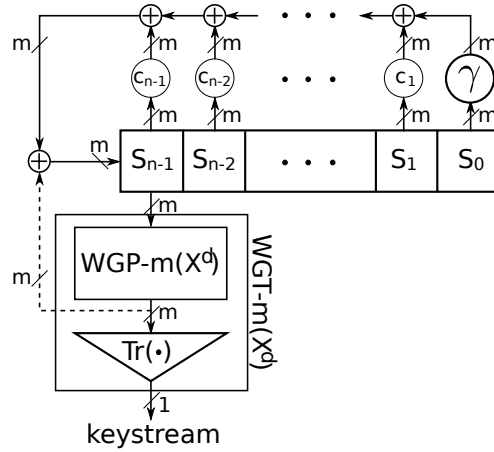 m m m m m
c_{n-1} c_{n-2} · · · c_1 γ
m m m m
m S_{n-1} S_{n-2} · · · S_1 S_0
m
WGP-m(X^d)
m m
Tr(·)
WGT-m(X^d)
1
keystream